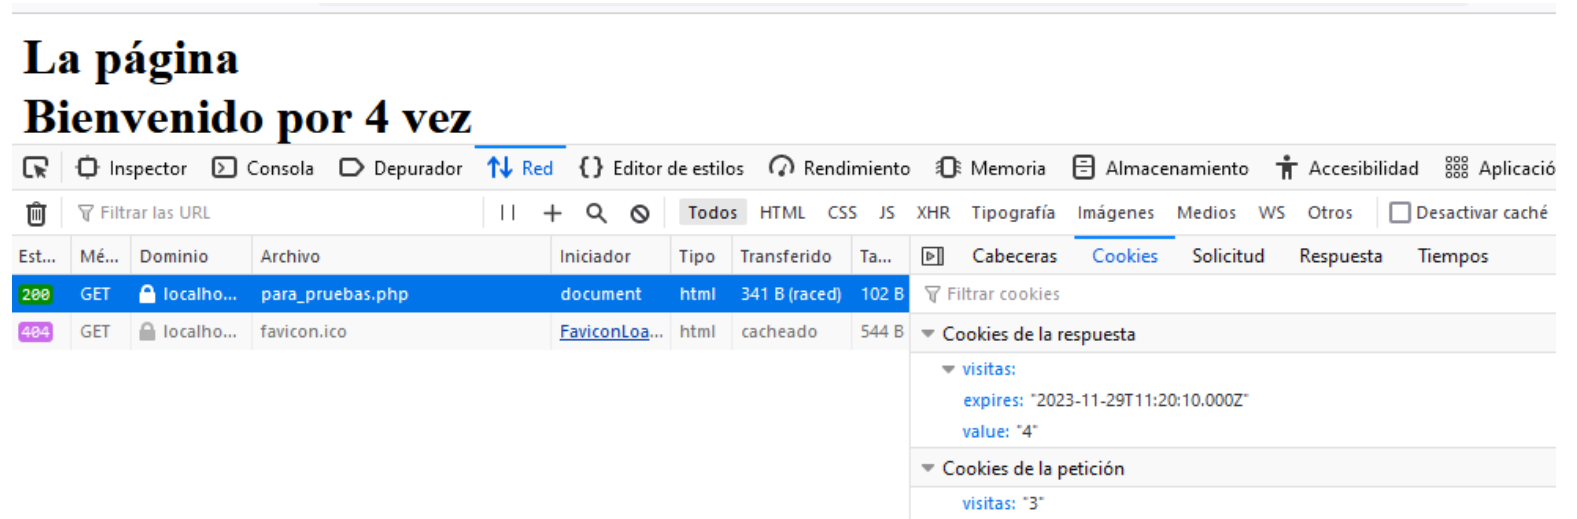 La página
Bienvenido por 4 vez
Inspector Consola Depurador Red Editor de estilos Rendimiento Memoria Almacenamiento Accesibilidad Aplicació
Filtrar las URL Todos HTML CSS JS XHR Tipografía Imágenes Medios WS Otros Desactivar caché
Est... Mé... Dominio Archivo Iniciador Tipo Transferido Ta... Cabeceras Cookies Solicitud Respuesta Tiempos
200 GET localho... para_pruebas.php document html 341 B (raced) 102 B Filtrar cookies
404 GET localho... favicon.ico FaviconLoa... html cacheado 544 B Cookies de la respuesta
visitas:
expires: "2023-11-29T11:20:10.000Z"
value: "4"
Cookies de la petición
visitas: "3"